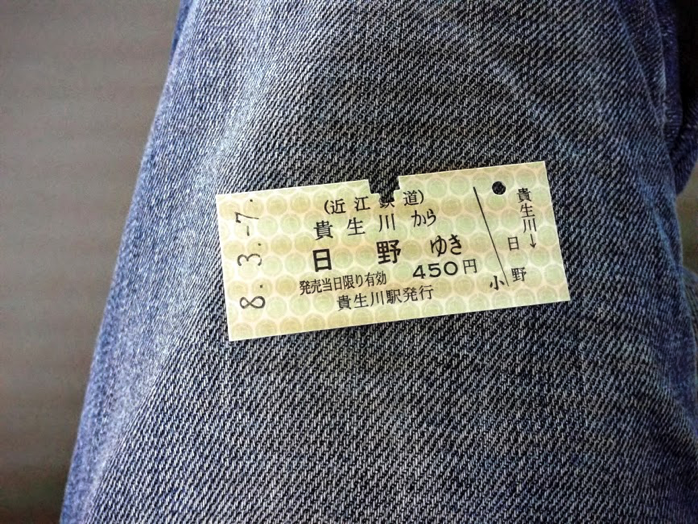 8.3.-7.
(近江鉄道)
貴生川から
日野ゆき
発売当日限り有効 450円
貴生川駅発行
貴生川→日野
小